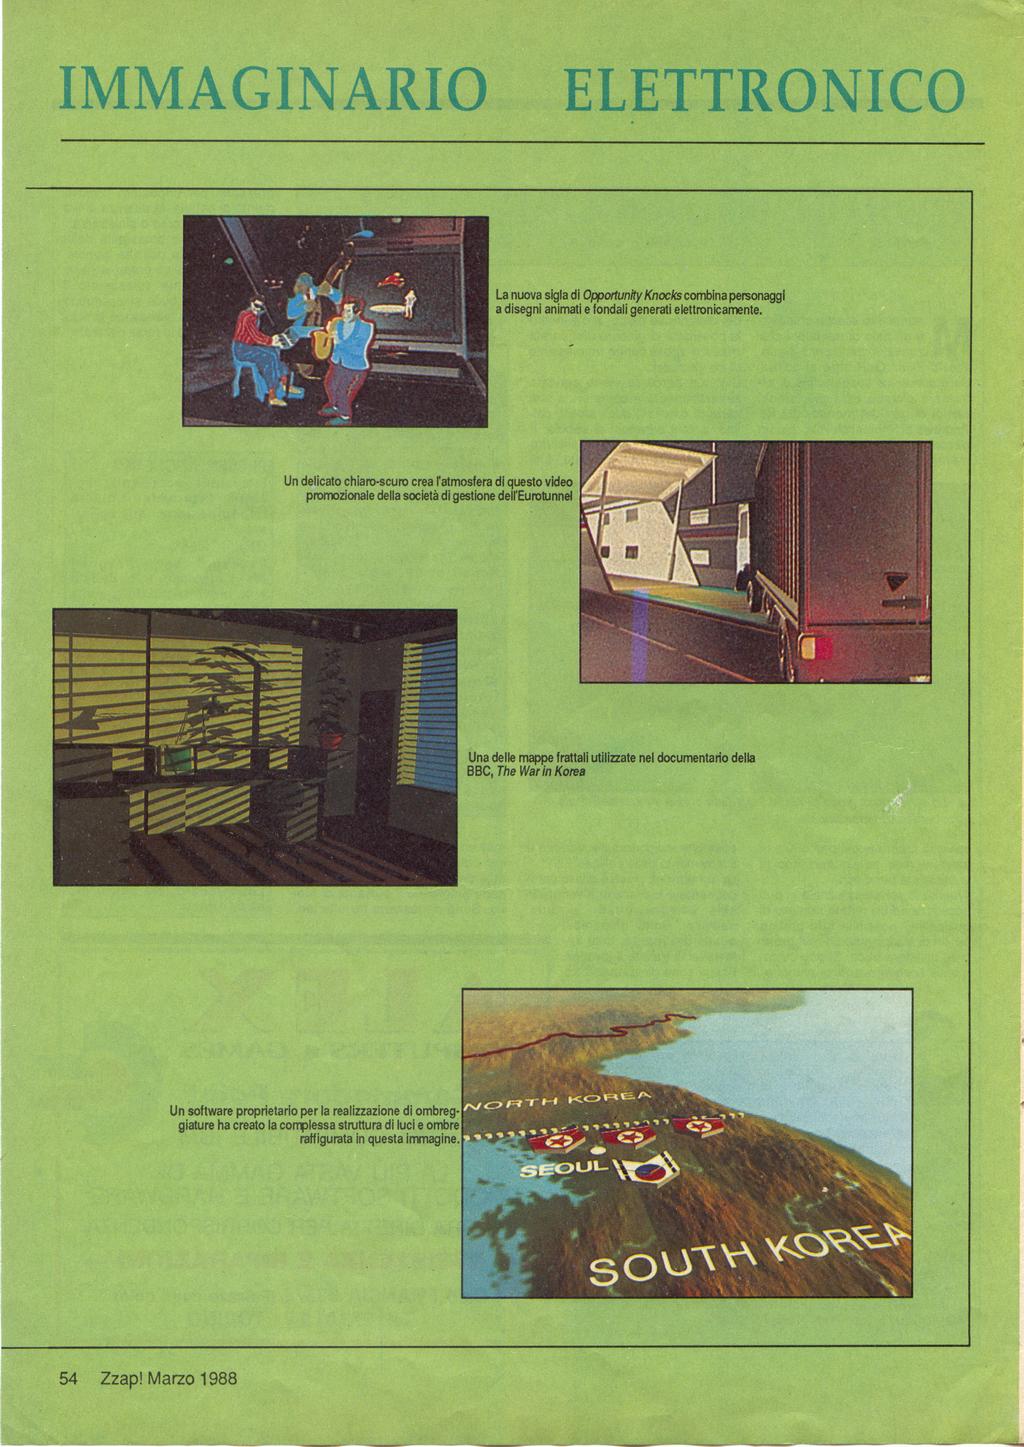 IMMAGINARIO ELETTRONICO
La nuova sigla di Opportunity Knocks combina personaggi
a disegni animati e fondali generati elettronicamente.
Un delicato chiaro-scuro crea l'atmosfera di questo video
promozionale della società di gestione dell'Eurotunnel
Una delle mappe frattali utilizzate nel documentario della
BBC, The War in Korea
Un software proprietario per la realizzazione di ombreg-
giature ha creato la complessa struttura di luci e ombre
raffigurata in questa immagine.
NORTH KOREA
SEOUL
SOUTH KOREA
54 Zzap! Marzo 1988